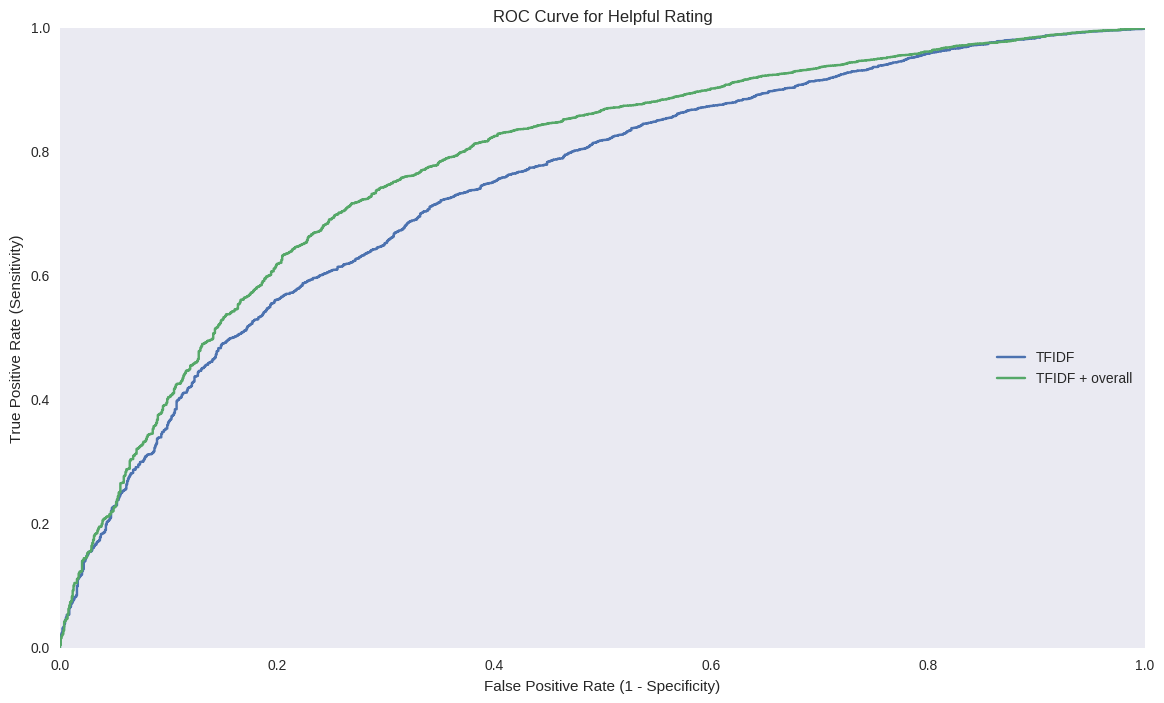 ROC Curve for Helpful Rating
True Positive Rate (Sensitivity)
1.0
0.8
0.6
0.4
0.2
0.0
TFIDF
TFIDF + overall
0.0 0.2 0.4 0.6 0.8 1.0
False Positive Rate (1 - Specificity)